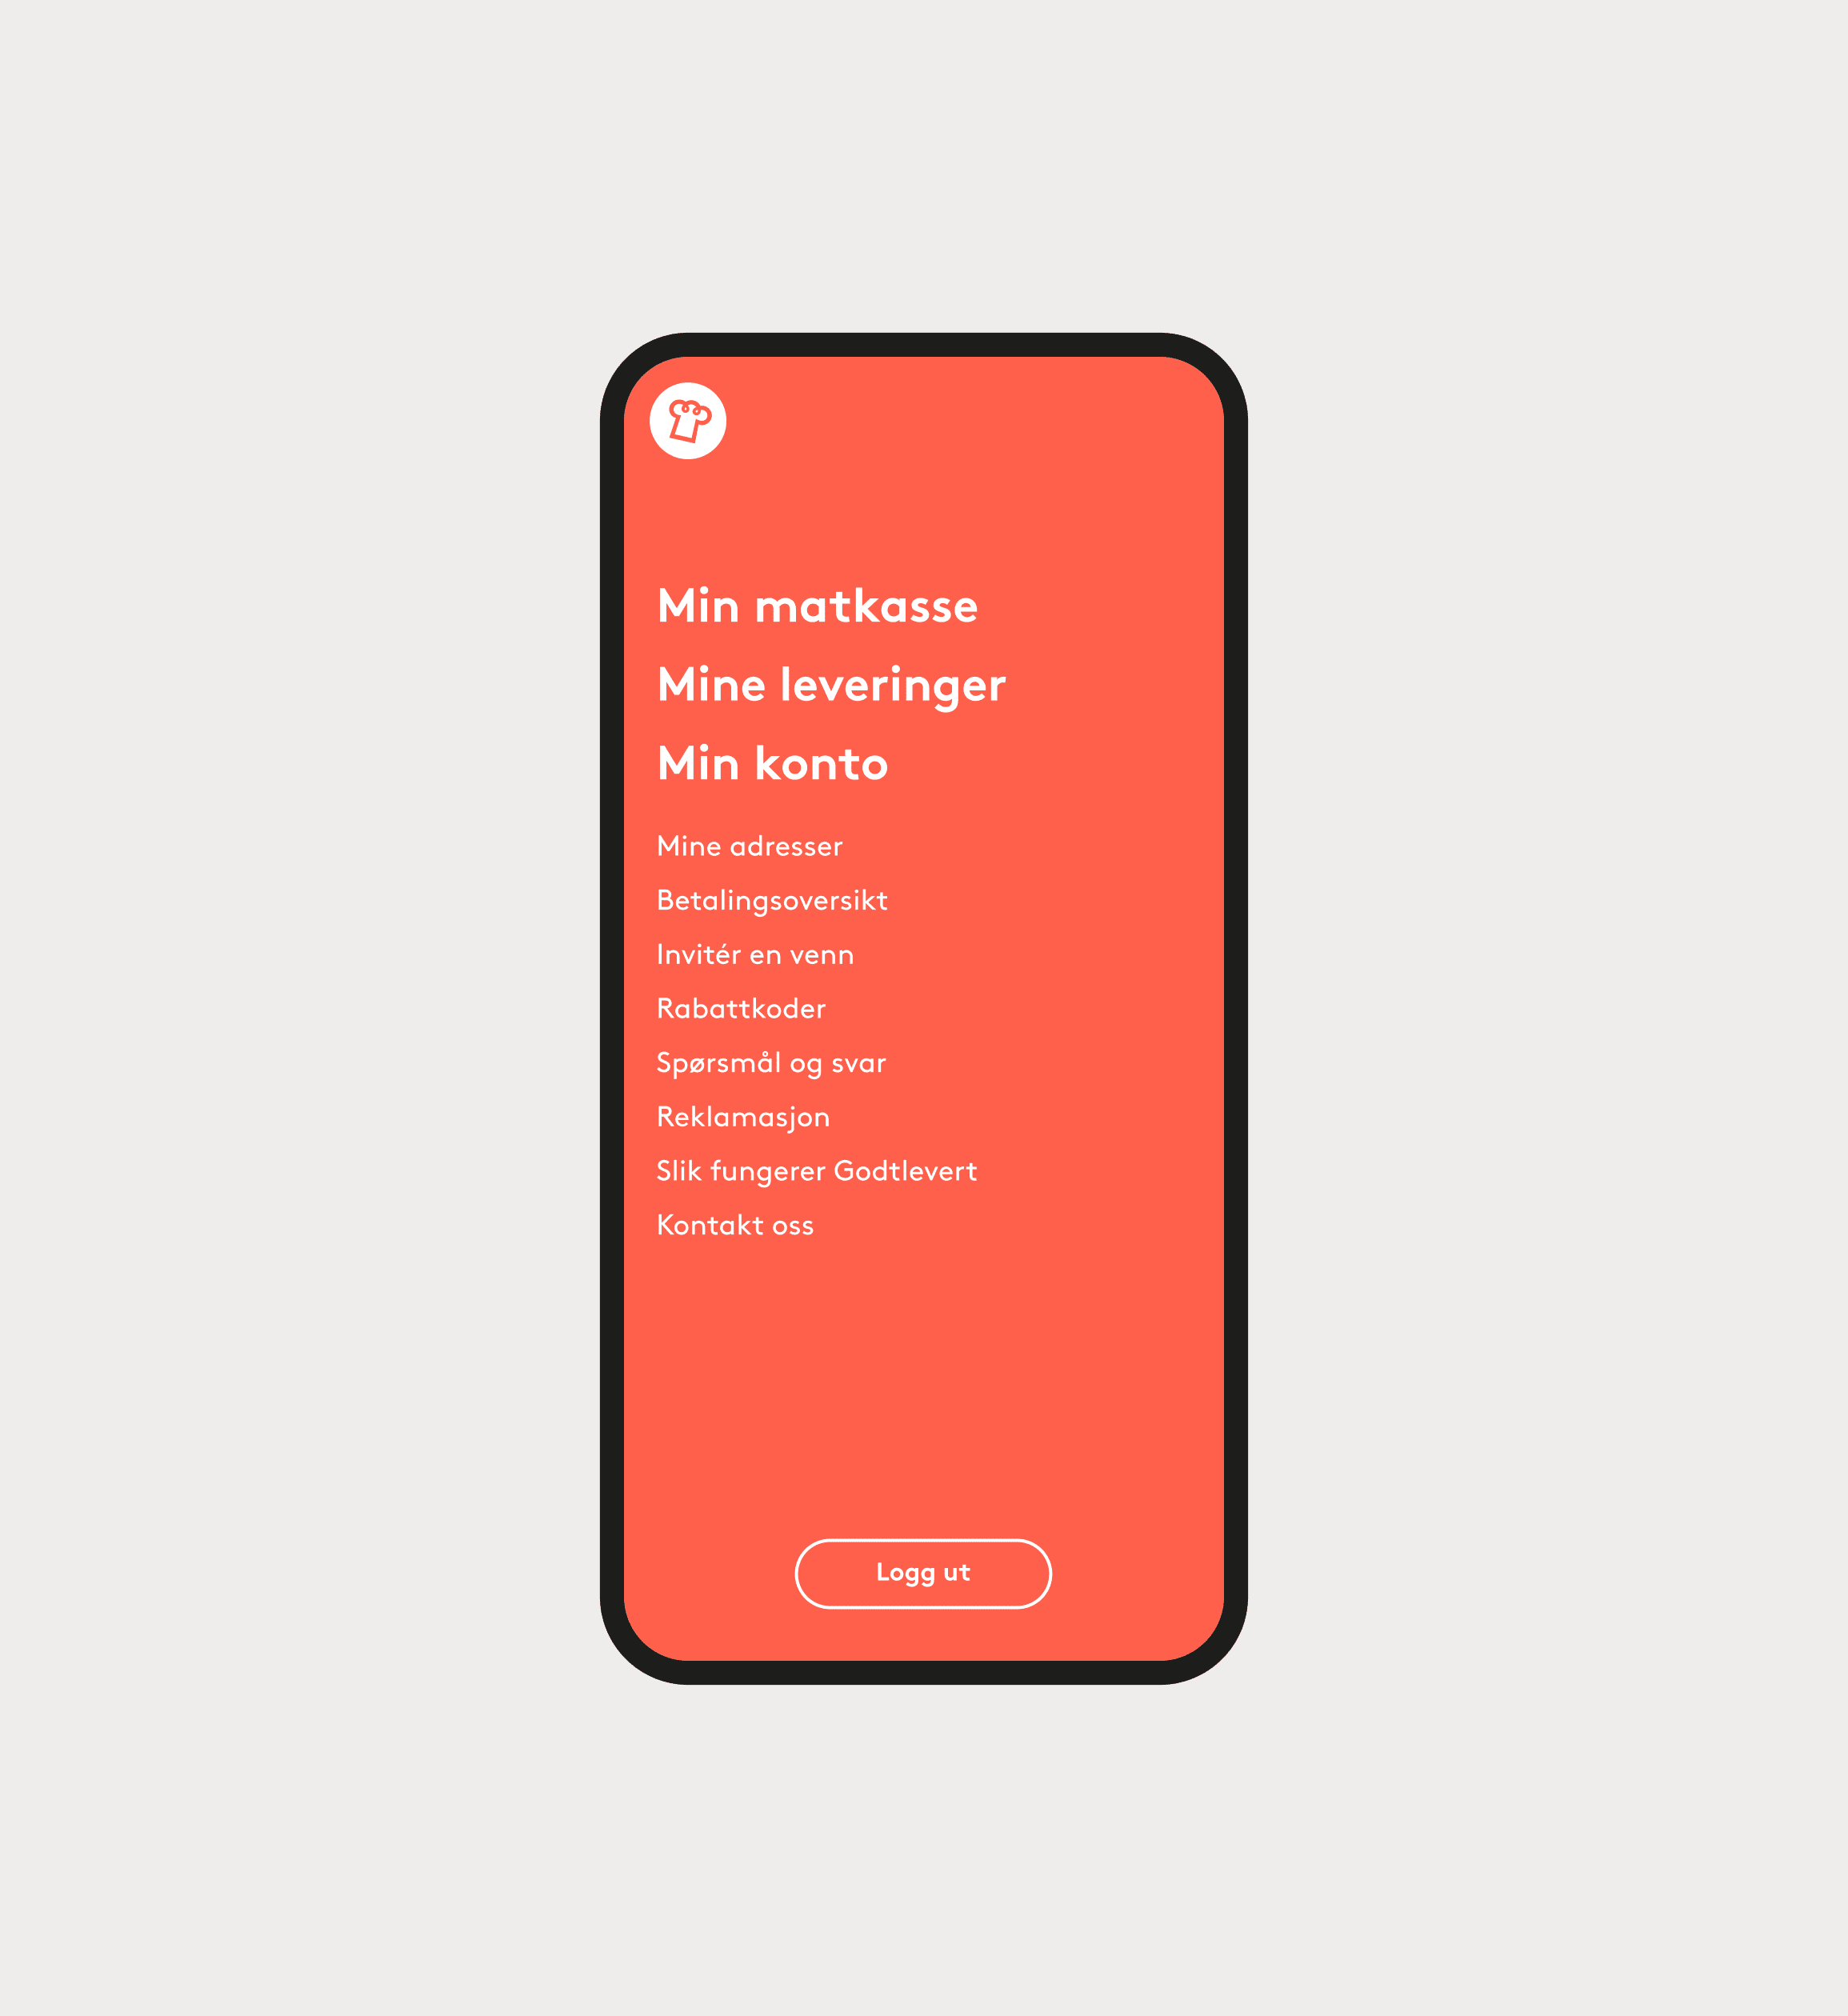 Min matkasse
Mine leveringer
Min konto
Mine adresser
Betalingsoversikt
Invitér en venn
Rabattkoder
Spørsmål og svar
Reklamasjon
Slik fungerer Godtlevert
Kontakt oss
Logg ut